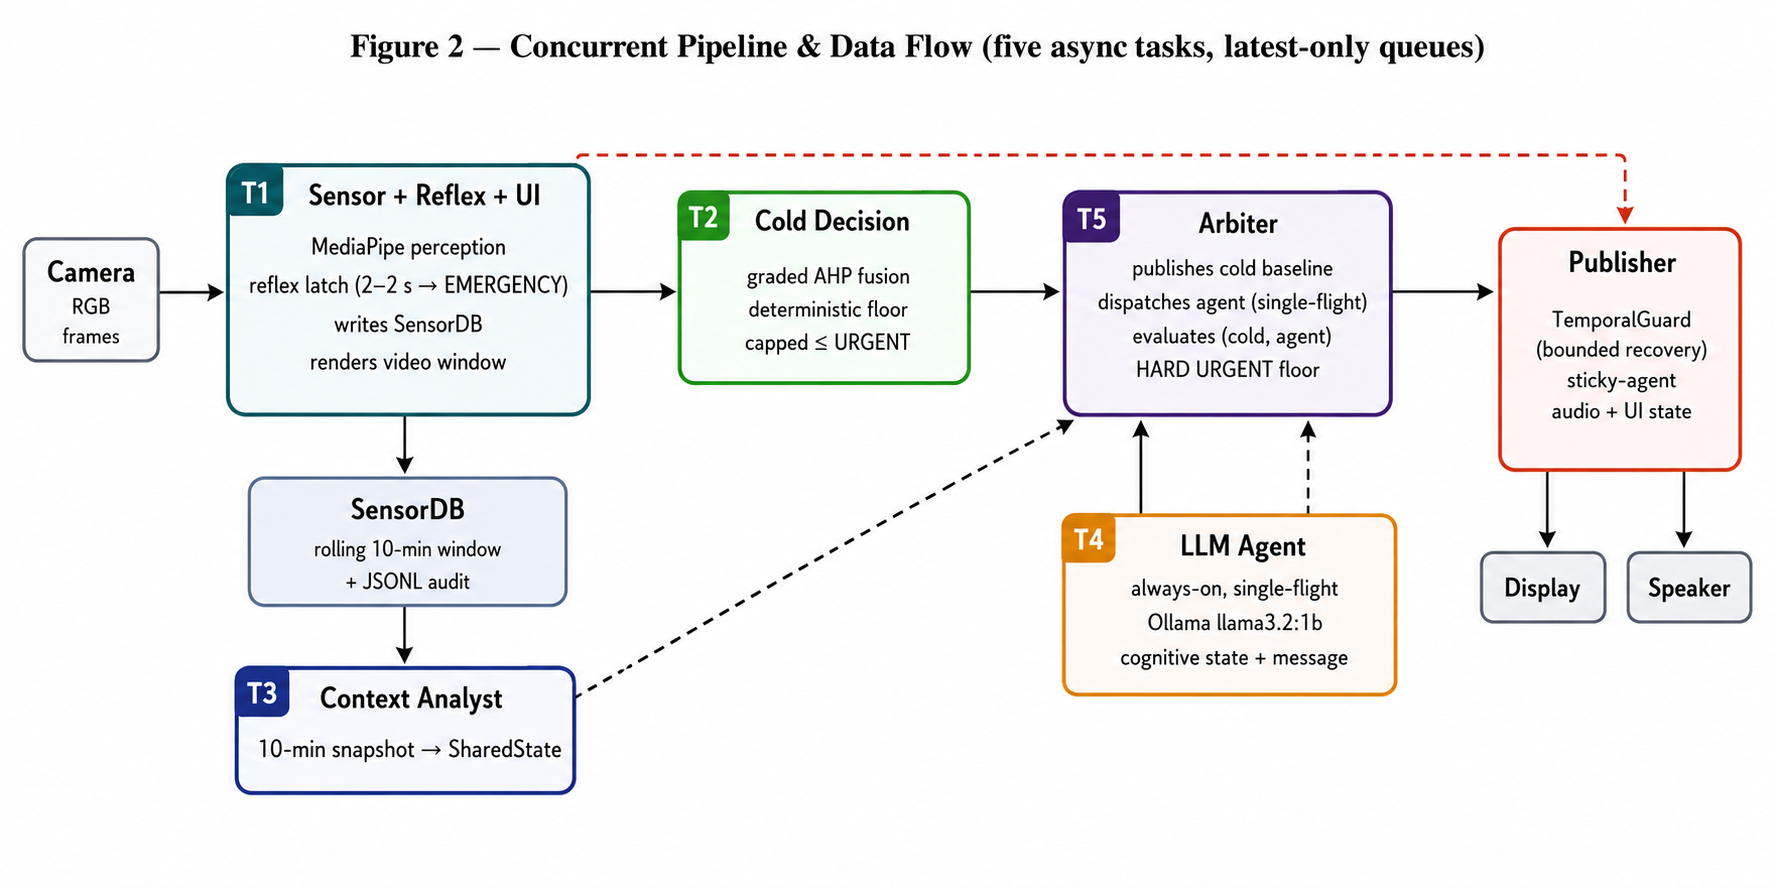 Figure 2 — Concurrent Pipeline & Data Flow (five async tasks, latest-only queues)
Camera
RGB
frames
T1
Sensor + Reflex + UI
MediaPipe perception
reflex latch (2–2 s → EMERGENCY)
writes SensorDB
renders video window
T2
Cold Decision
graded AHP fusion
deterministic floor
capped ≤ URGENT
T5
Arbiter
publishes cold baseline
dispatches agent (single-flight)
evaluates (cold, agent)
HARD URGENT floor
Publisher
TemporalGuard
(bounded recovery)
sticky-agent
audio + UI state
SensorDB
rolling 10-min window
+ JSONL audit
T4
LLM Agent
always-on, single-flight
Ollama llama3.2:1b
cognitive state + message
Display
Speaker
T3
Context Analyst
10-min snapshot → SharedState